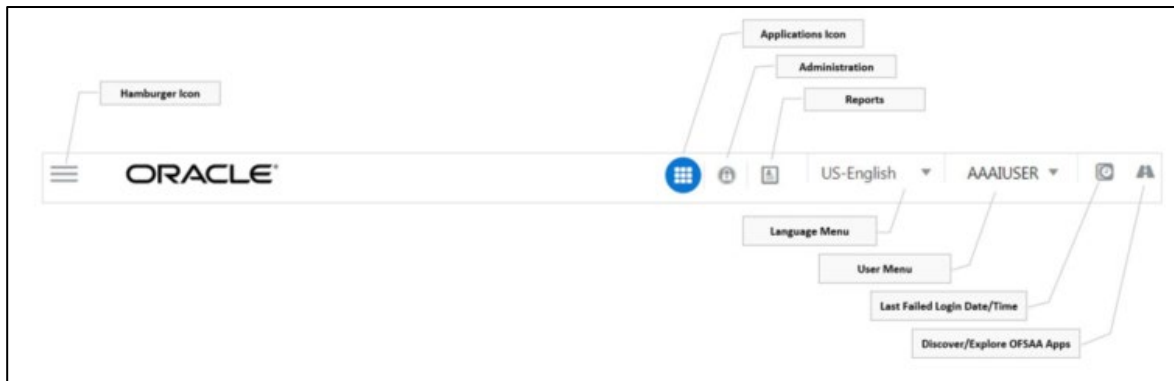 Applications Icon
Administration
Hamburger Icon
Reports
ORACLE
US-English
AAAIUSER
Language Menu
User Menu
Last Failed Login Date/Time
Discover/Explore OFSAA Apps